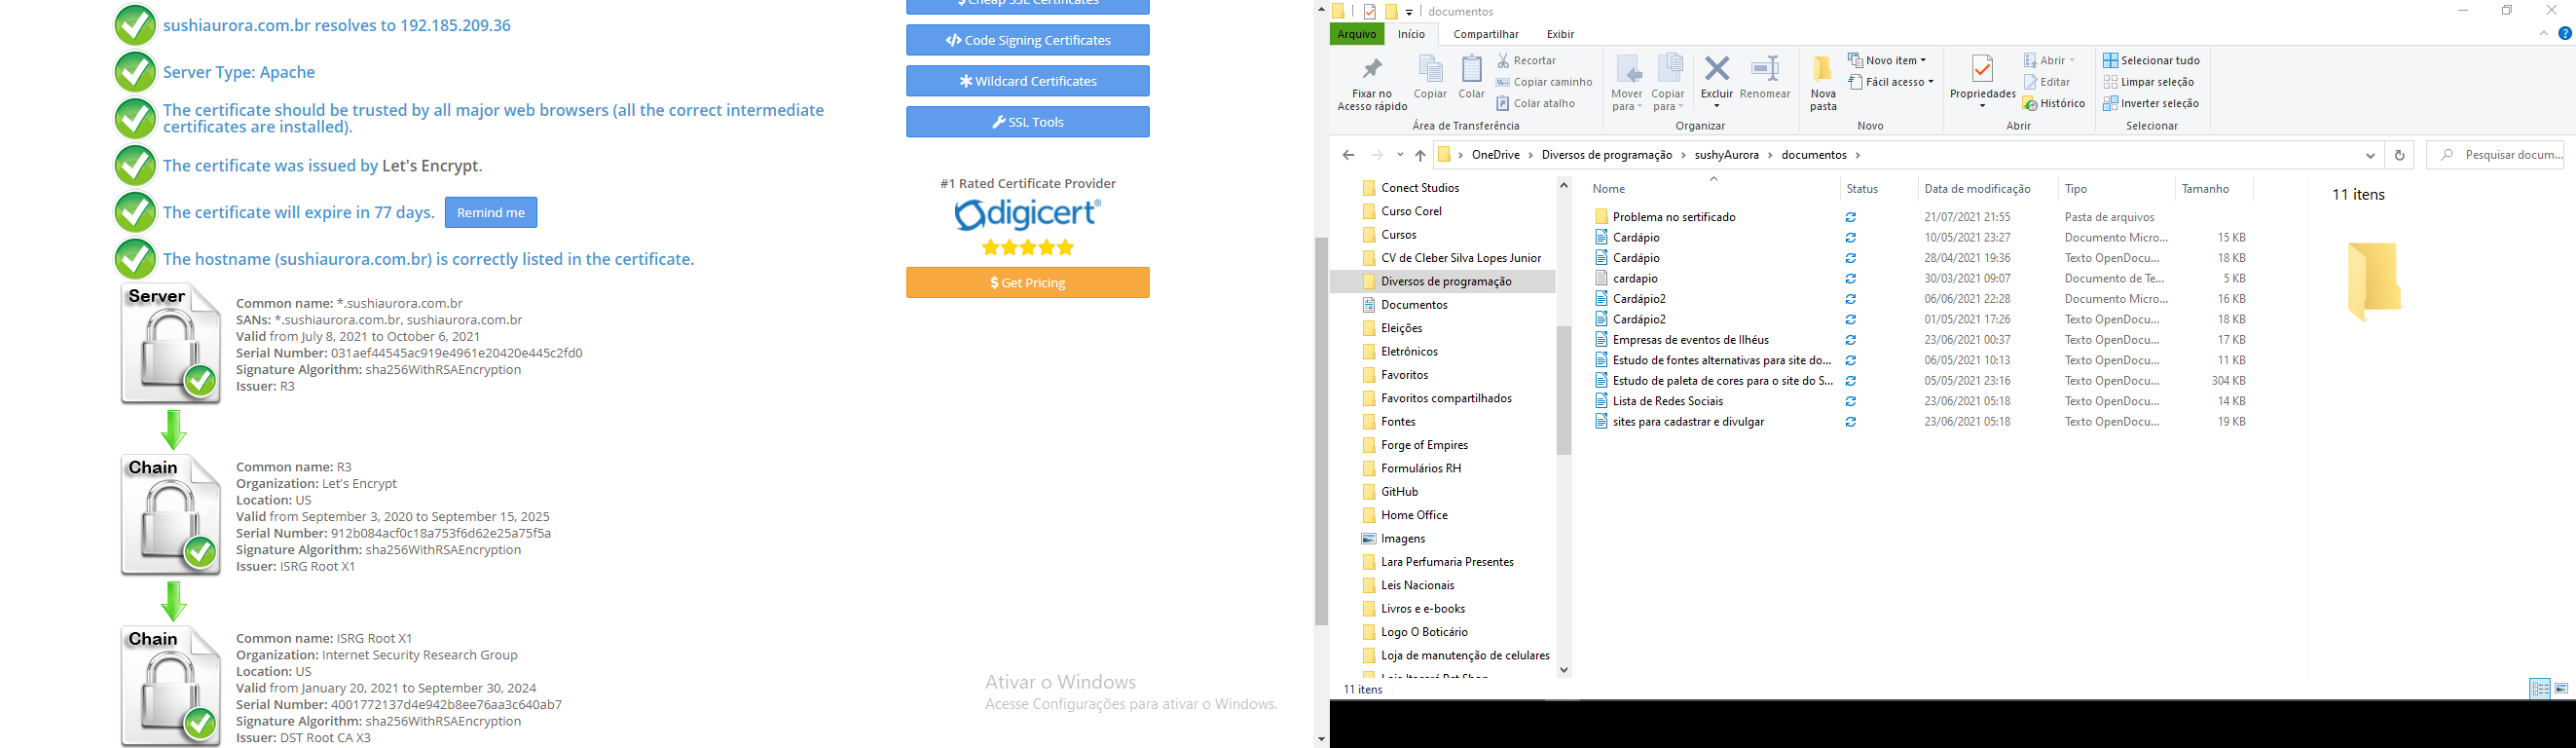 Cheap SSL Certificates
sushiaurora.com.br resolves to 192.185.209.36
Server Type: Apache
The certificate should be trusted by all major web browsers (all the correct intermediate
certificates are installed).
The certificate was issued by Let's Encrypt.
The certificate will expire in 77 days. Remind me
The hostname (sushiaurora.com.br) is correctly listed in the certificate.
Server
Common name: *.sushiaurora.com.br
SANs: *.sushiaurora.com.br, sushiaurora.com.br
Valid from July 8, 2021 to October 6, 2021
Serial Number: 031aef44545ac919e4961e20420e445c2fd0
Signature Algorithm: sha256WithRSAEncryption
Issuer: R3
Chain
Common name: R3
Organization: Let's Encrypt
Location: US
Valid from September 3, 2020 to September 15, 2025
Serial Number: 912b084acf0c18a753f6d62e25a75f5a
Signature Algorithm: sha256WithRSAEncryption
Issuer: ISRG Root X1
Chain
Common name: ISRG Root X1
Organization: Internet Security Research Group
Location: US
Valid from January 20, 2021 to September 30, 2024
Serial Number: 4001772137d4e942b8ee76aa3c640ab7
Signature Algorithm: sha256WithRSAEncryption
Issuer: DST Root CA X3
Code Signing Certificates
Wildcard Certificates
SSL Tools
#1 Rated Certificate Provider
digicert
$ Get Pricing
Ativar o Windows
Acesse Configurações para ativar o Windows.
documentos
Arquivo Início Compartilhar Exibir
Fixar no
Acesso rápido
Copiar
Colar
Recortar
Copiar caminho
Colar atalho
Área de Transferência
Mover
para
Copiar
para
Excluir
Renomear
Organizar
Nova
pasta
Novo item
Fácil acesso
Novo
Propriedades
Abrir
Editar
Histórico
Abrir
Selecionar tudo
Limpar seleção
Inverter seleção
Selecionar
OneDrive › Diversos de programação › sushyAurora › documentos ›
Pesquisar docum...
Conect Studios
Curso Corel
Cursos
CV de Cleber Silva Lopes Junior
Diversos de programação
Documentos
Eleições
Eletrônicos
Favoritos
Favoritos compartilhados
Fontes
Forge of Empires
Formulários RH
GitHub
Home Office
Imagens
Lara Perfumaria Presentes
Leis Nacionais
Livros e e-books
Logo O Boticário
Loja de manutenção de celulares
Loja Itacaré Pet Shop
Nome Status Data de modificação Tipo Tamanho
Problema no sertificado 21/07/2021 21:55 Pasta de arquivos
Cardápio 10/05/2021 23:27 Documento Micro... 15 KB
Cardápio 28/04/2021 19:36 Texto OpenDocu... 18 KB
cardapio 30/03/2021 09:07 Documento de Te... 5 KB
Cardápio2 06/06/2021 22:28 Documento Micro... 16 KB
Cardápio2 01/05/2021 17:26 Texto OpenDocu... 18 KB
Empresas de eventos de Ilhéus 23/06/2021 00:37 Texto OpenDocu... 17 KB
Estudo de fontes alternativas para site do... 06/05/2021 10:13 Texto OpenDocu... 11 KB
Estudo de paleta de cores para o site do S... 05/05/2021 23:16 Texto OpenDocu... 304 KB
Lista de Redes Sociais 23/06/2021 05:18 Texto OpenDocu... 14 KB
sites para cadastrar e divulgar 23/06/2021 05:18 Texto OpenDocu... 19 KB
11 itens
11 itens